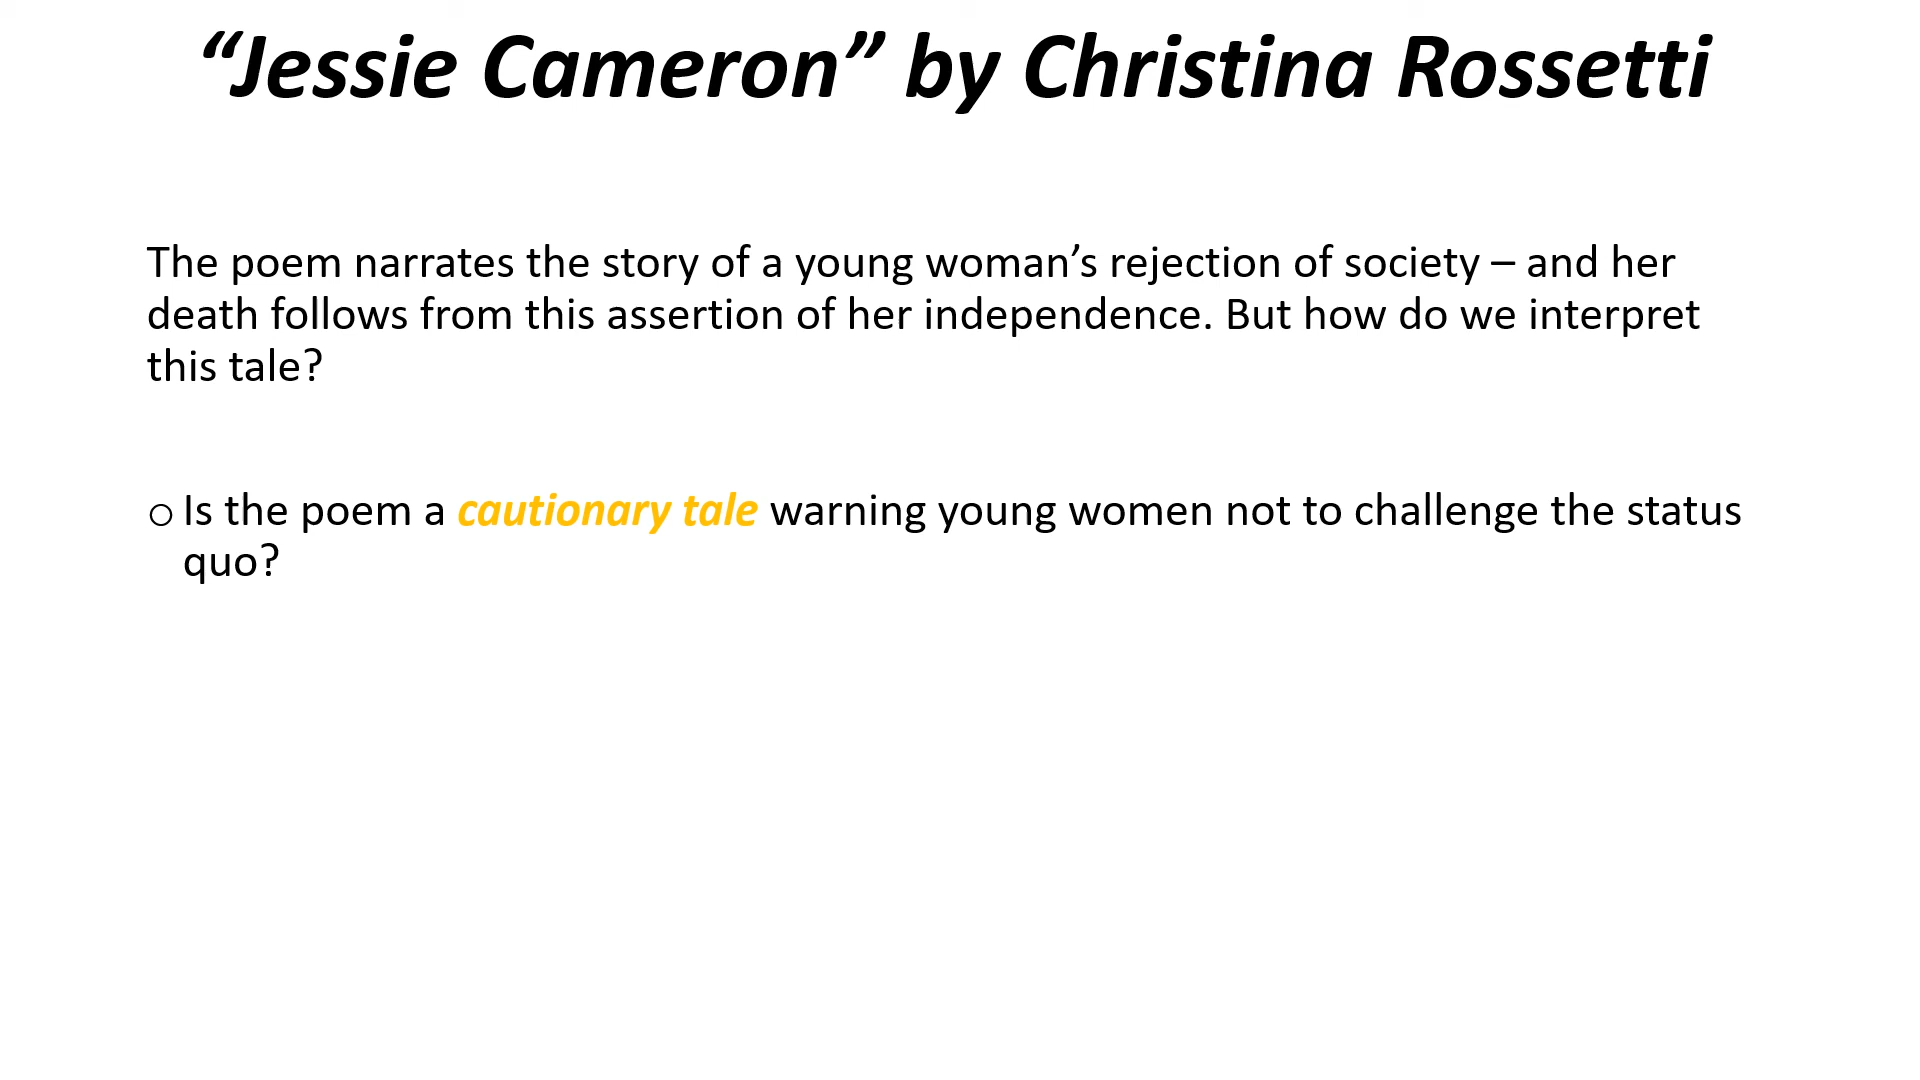 “Jessie Cameron” by Christina Rossetti
The poem narrates the story of a young woman’s rejection of society – and her
death follows from this assertion of her independence. But how do we interpret
this tale?
○ Is the poem a cautionary tale warning young women not to challenge the status
quo?